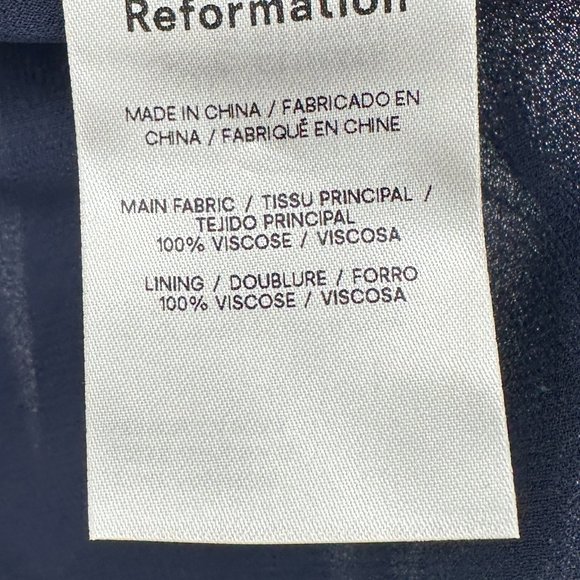 Reformation
MADE IN CHINA / FABRICADO EN
CHINA / FABRIQUÉ EN CHINE
MAIN FABRIC / TISSU PRINCIPAL /
TEJIDO PRINCIPAL
100% VISCOSE / VISCOSA
LINING / DOUBLURE / FORRO
100% VISCOSE / VISCOSA